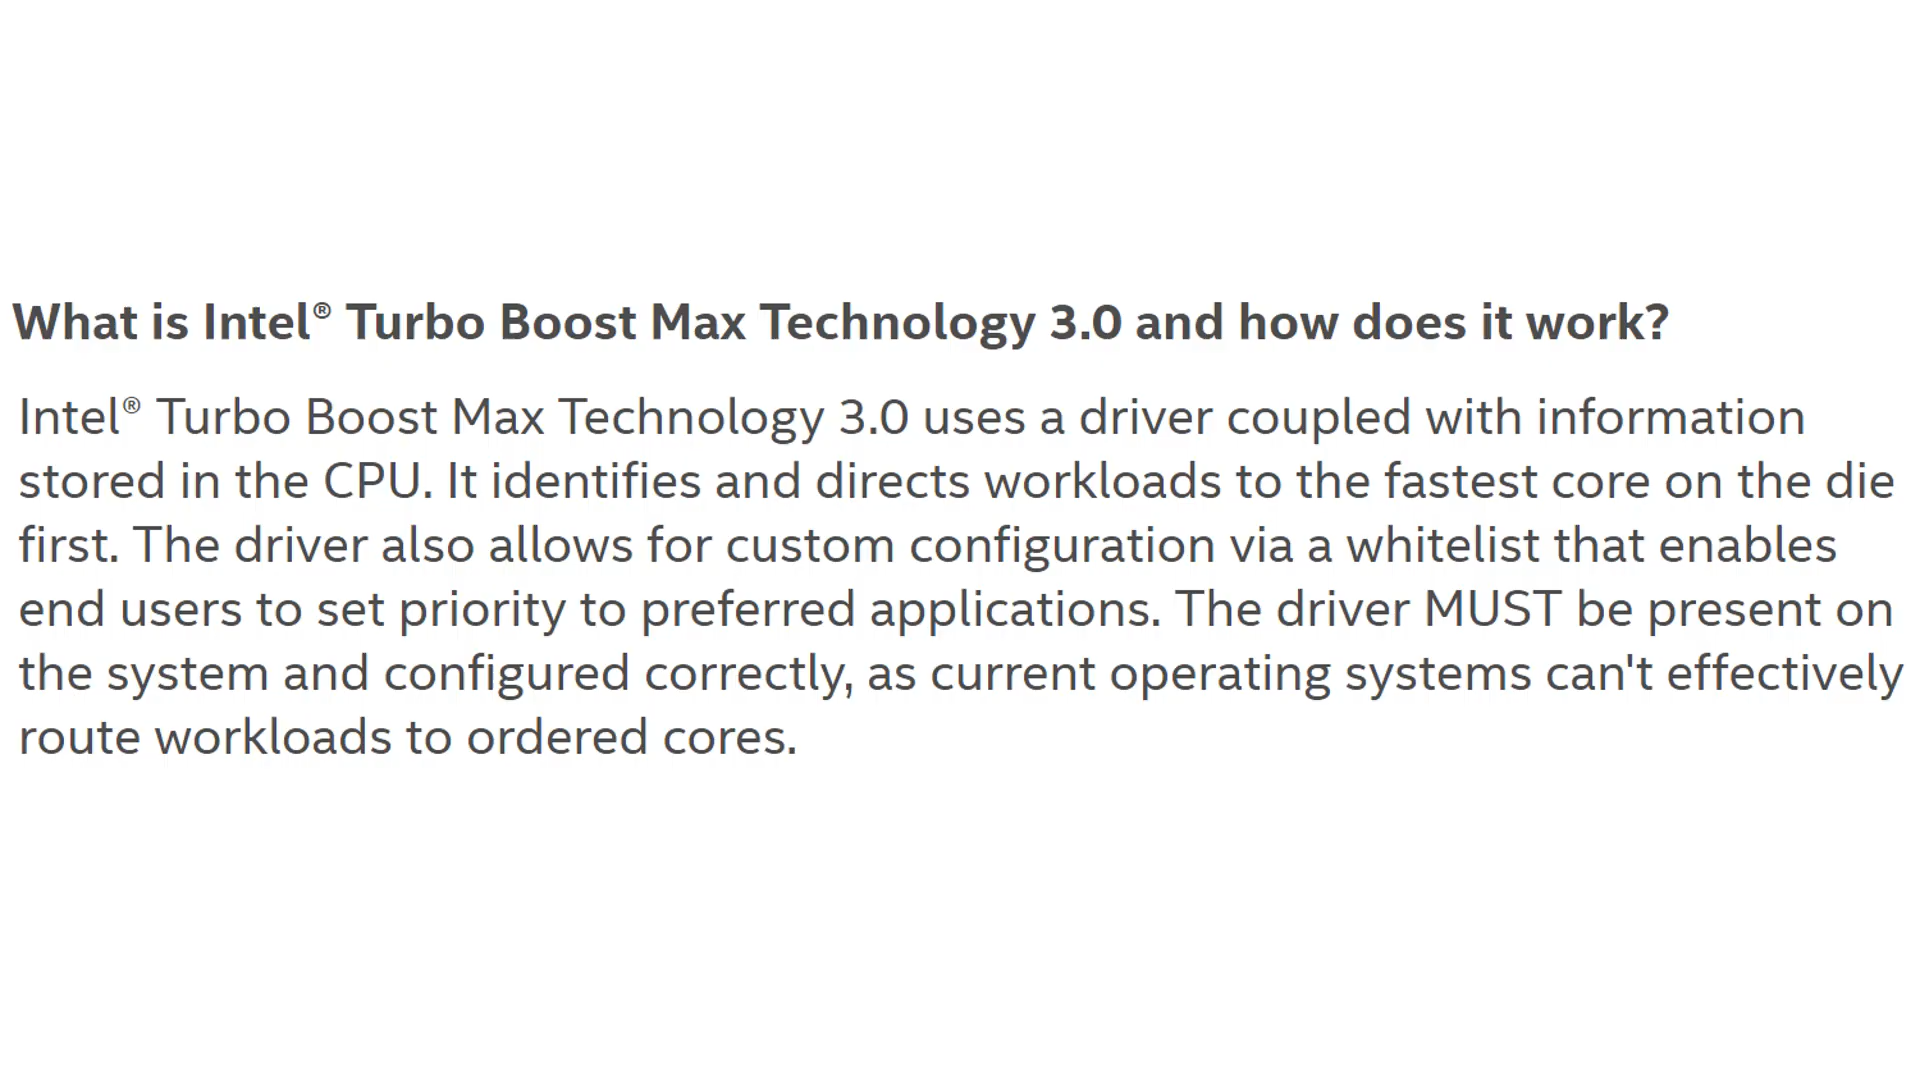 What is Intel® Turbo Boost Max Technology 3.0 and how does it work?
Intel® Turbo Boost Max Technology 3.0 uses a driver coupled with information
stored in the CPU. It identifies and directs workloads to the fastest core on the die
first. The driver also allows for custom configuration via a whitelist that enables
end users to set priority to preferred applications. The driver MUST be present on
the system and configured correctly, as current operating systems can't effectively
route workloads to ordered cores.